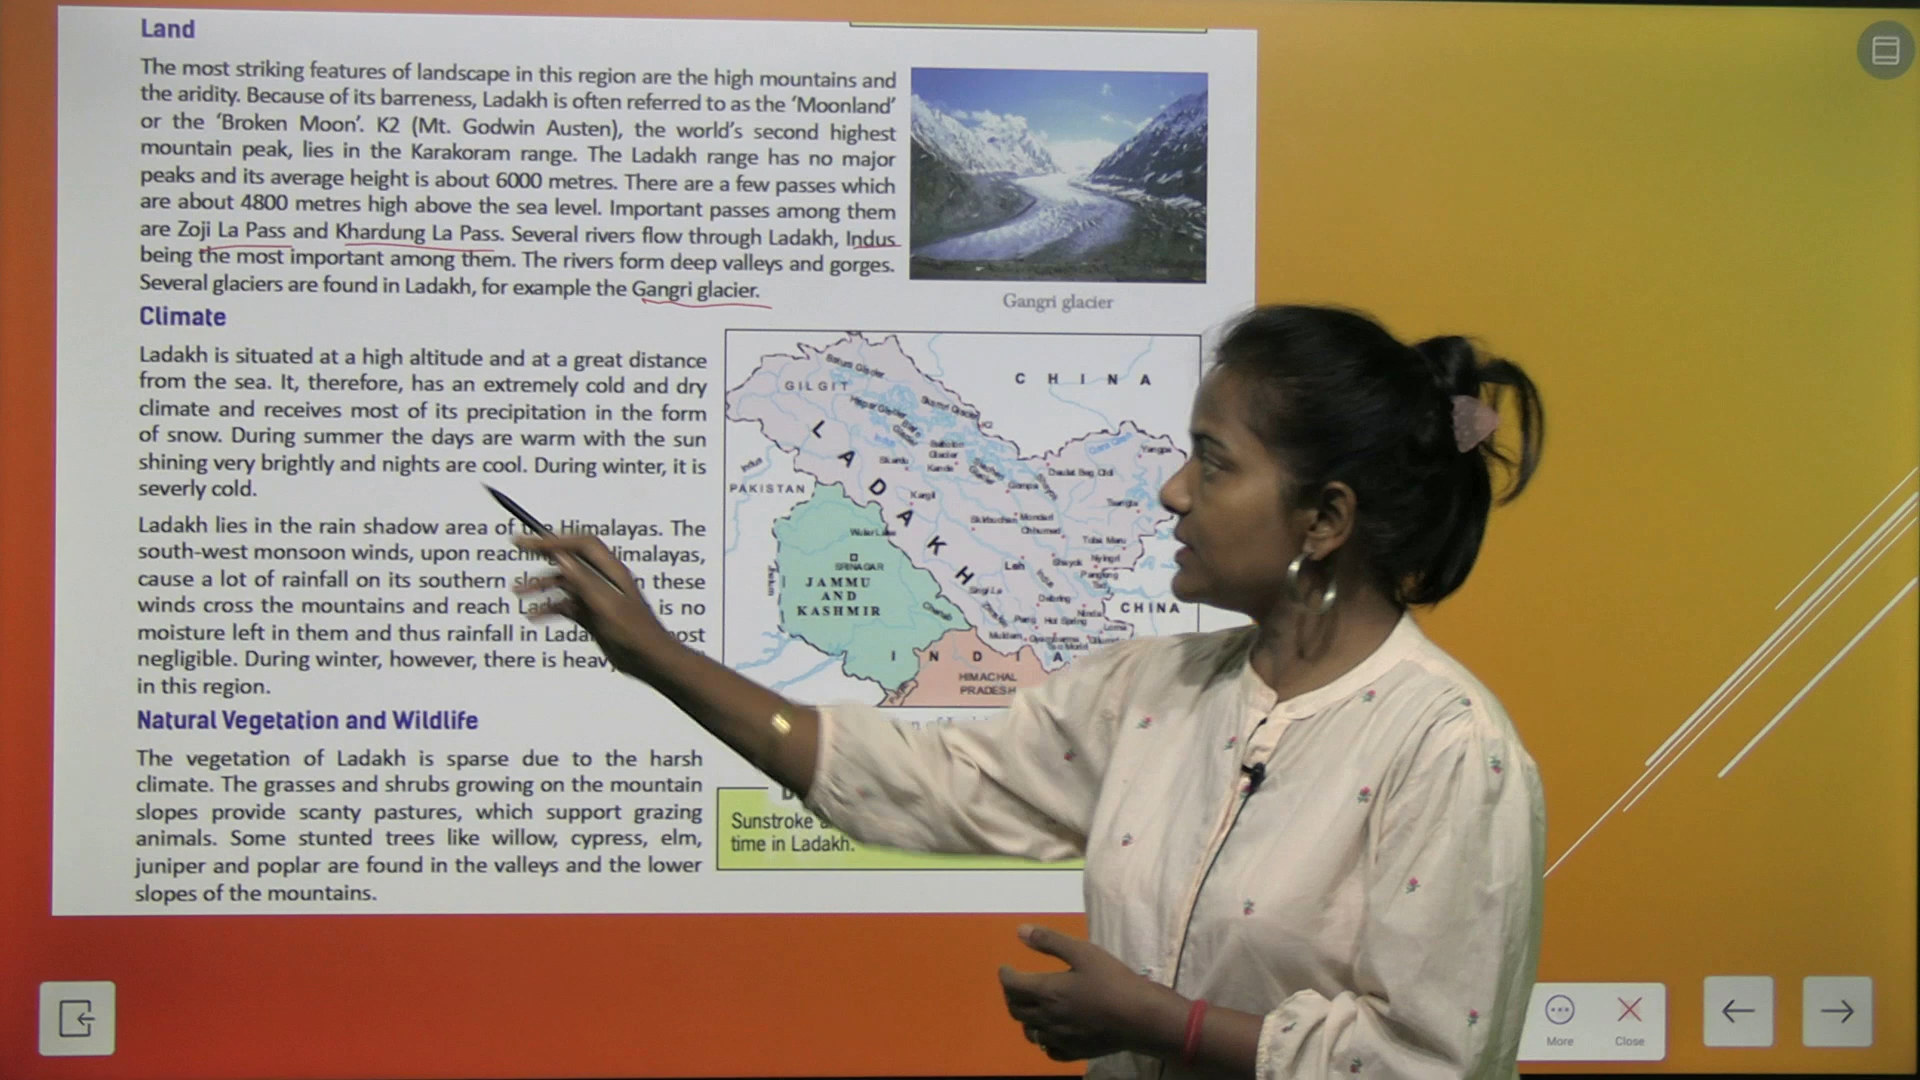 Land
The most striking features of landscape in this region are the high mountains and
the aridity. Because of its barreness, Ladakh is often referred to as the ‘Moonland’
or the ‘Broken Moon’. K2 (Mt. Godwin Austen), the world’s second highest
mountain peak, lies in the Karakoram range. The Ladakh range has no major
peaks and its average height is about 6000 metres. There are a few passes which
are about 4800 metres high above the sea level. Important passes among them
are Zoji La Pass and Khardung La Pass. Several rivers flow through Ladakh, Indus
being the most important among them. The rivers form deep valleys and gorges.
Several glaciers are found in Ladakh, for example the Gangri glacier.
Gangri glacier
Climate
Ladakh is situated at a high altitude and at a great distance
from the sea. It, therefore, has an extremely cold and dry
climate and receives most of its precipitation in the form
of snow. During summer the days are warm with the sun
shining very brightly and nights are cool. During winter, it is
severly cold.
Ladakh lies in the rain shadow area of the Himalayas. The
south-west monsoon winds, upon Himalayas,
cause a lot of rainfall on its southern these
winds cross the mountains and reach is no
moisture left in them and thus rainfall in
negligible. During winter, however, there is
in this region.
Natural Vegetation and Wildlife
The vegetation of Ladakh is sparse due to the harsh
climate. The grasses and shrubs growing on the mountain
slopes provide scanty pastures, which support grazing
animals. Some stunted trees like willow, cypress, elm,
juniper and poplar are found in the valleys and the lower
slopes of the mountains.
GILGIT
CHINA
Indus
PAKISTAN
LADAKH
K2
Skardu
Kargil
Leh
Indus
SRINAGAR
JAMMU
AND
KASHMIR
CHINA
INDIA
HIMACHAL
PRADESH
Sunstroke
time in Ladakh.
More
Close